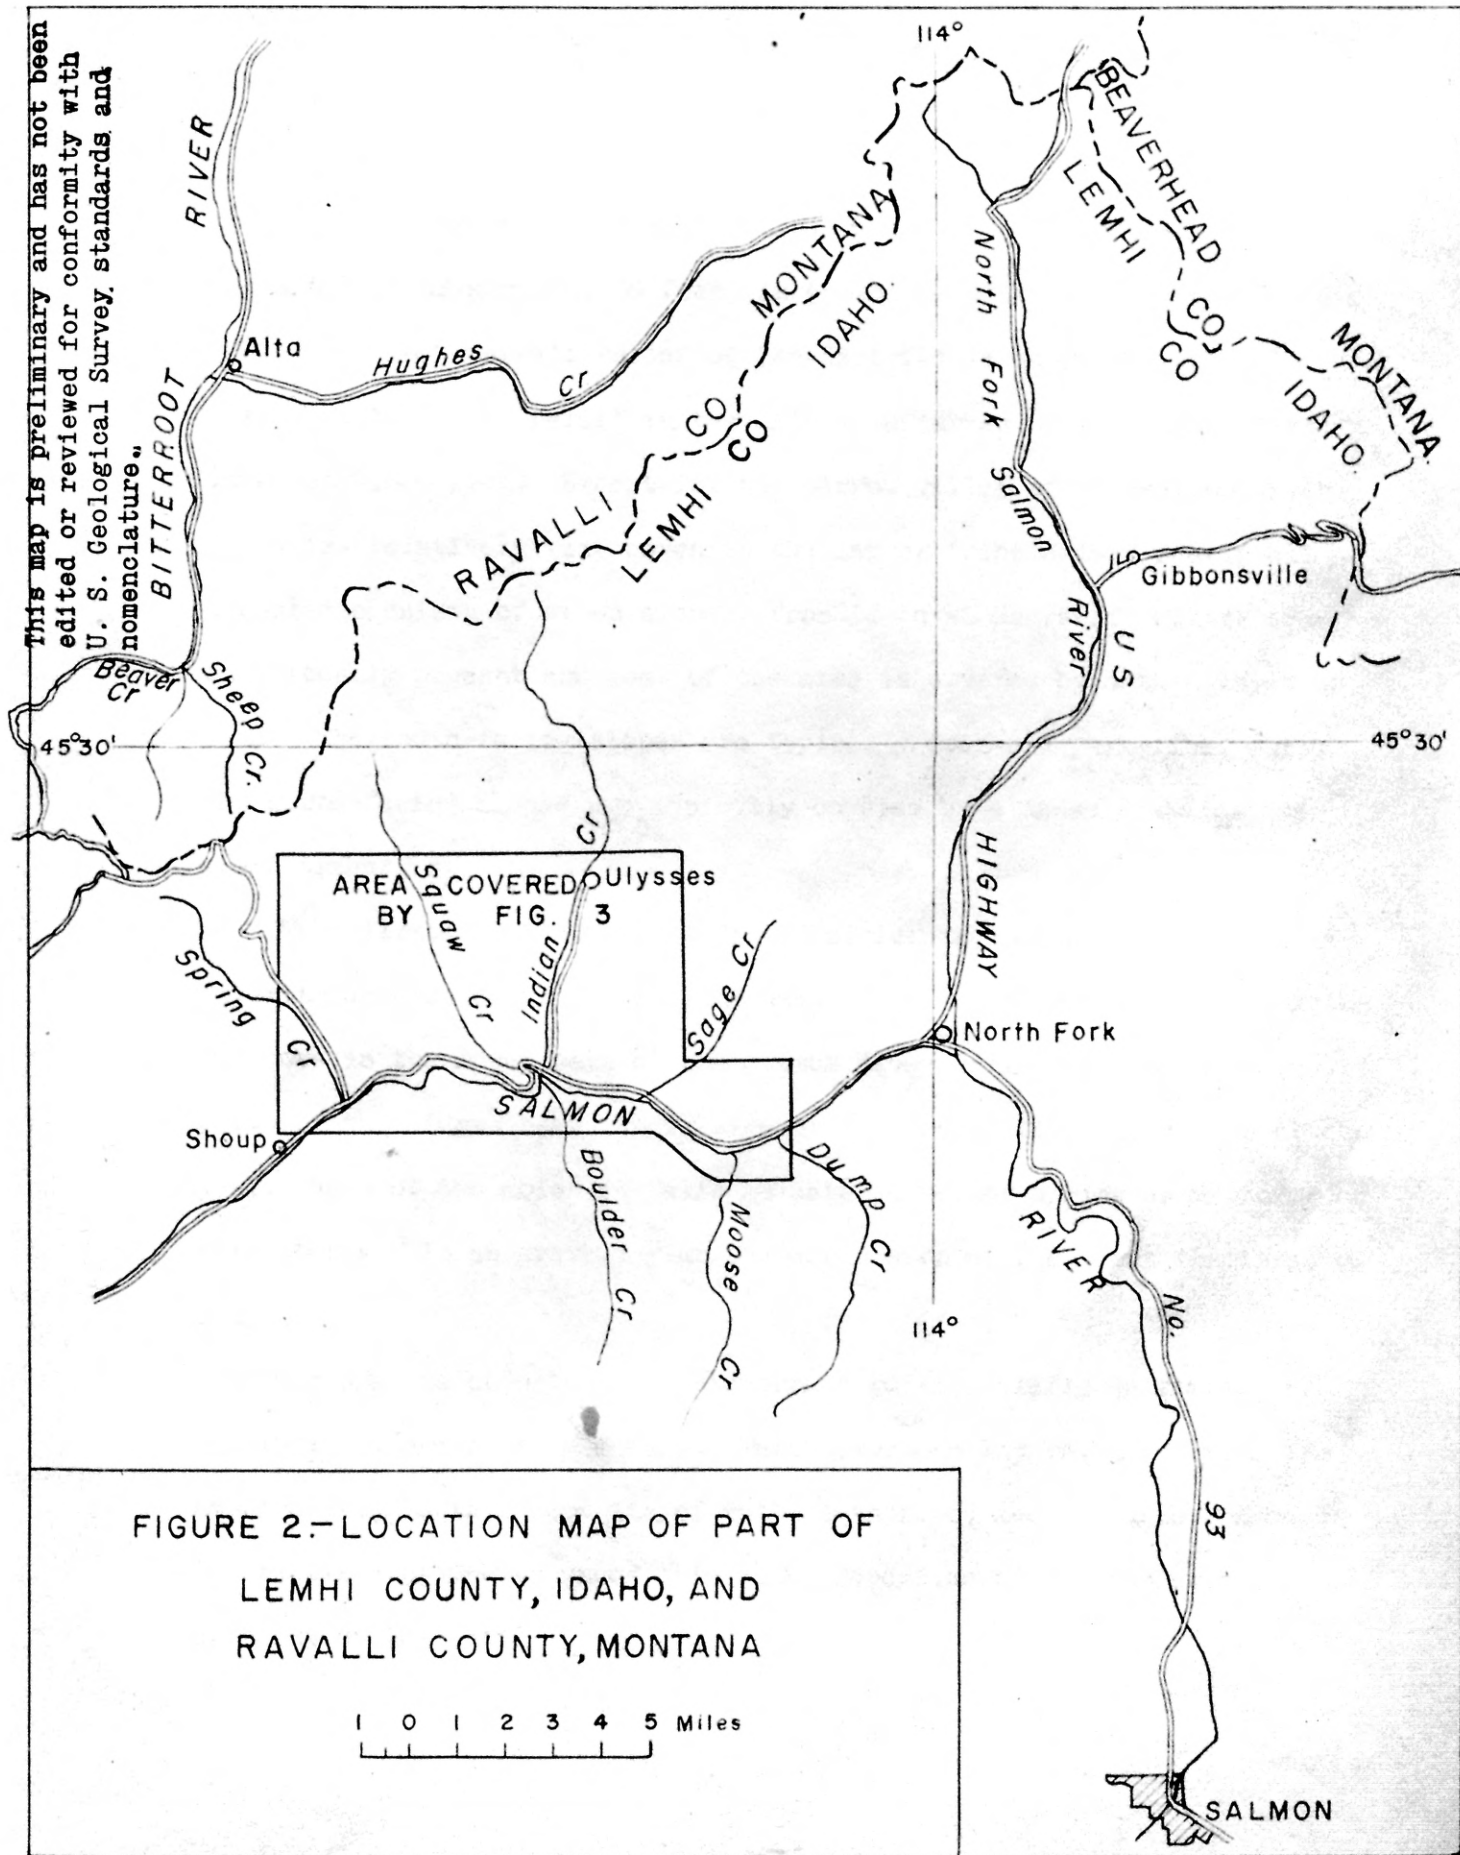 This map is preliminary and has not been
edited or reviewed for conformity with
U. S. Geological Survey standards and
nomenclature.
114°
RIVER
BEAVERHEAD
LEMHI
MONTANA
IDAHO
North Fork Salmon River
CO
CO
MONTANA
IDAHO
Alta
Hughes Cr
BITTERROOT
CO
CO
RAVALLI
LEMHI
Gibbonsville
US
Beaver
Cr
Sheep Cr.
45°30'
45°30'
Cr
HIGHWAY
AREA COVERED
BY FIG. 3
Ulysses
Squaw Cr
Indian
Spring Cr
Sage Cr
North Fork
SALMON
Shoup
Boulder Cr
Moose Cr
Dump Cr
RIVER
No.
114°
93
FIGURE 2.-LOCATION MAP OF PART OF
LEMHI COUNTY, IDAHO, AND
RAVALLI COUNTY, MONTANA
1 0 1 2 3 4 5 Miles
SALMON